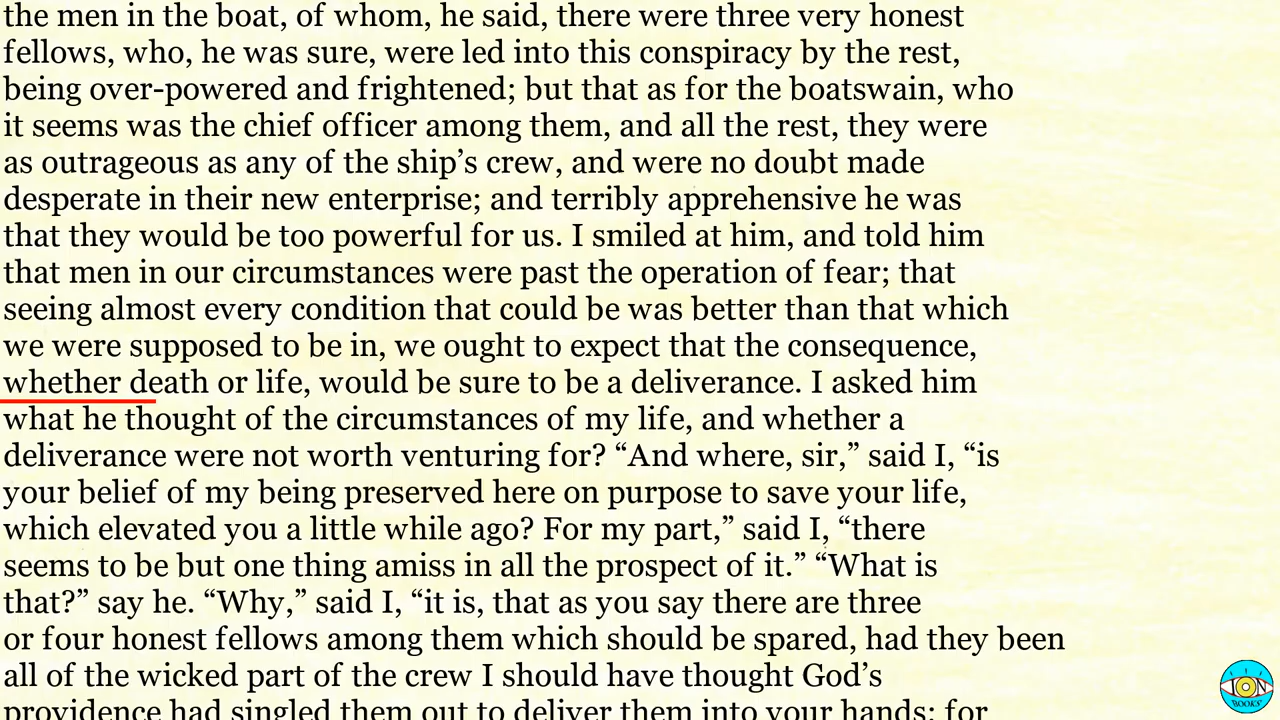 the men in the boat, of whom, he said, there were three very honest
fellows, who, he was sure, were led into this conspiracy by the rest,
being over-powered and frightened; but that as for the boatswain, who
it seems was the chief officer among them, and all the rest, they were
as outrageous as any of the ship’s crew, and were no doubt made
desperate in their new enterprise; and terribly apprehensive he was
that they would be too powerful for us. I smiled at him, and told him
that men in our circumstances were past the operation of fear; that
seeing almost every condition that could be was better than that which
we were supposed to be in, we ought to expect that the consequence,
whether death or life, would be sure to be a deliverance. I asked him
what he thought of the circumstances of my life, and whether a
deliverance were not worth venturing for? “And where, sir,” said I, “is
your belief of my being preserved here on purpose to save your life,
which elevated you a little while ago? For my part,” said I, “there
seems to be but one thing amiss in all the prospect of it.” “What is
that?” say he. “Why,” said I, “it is, that as you say there are three
or four honest fellows among them which should be spared, had they been
all of the wicked part of the crew I should have thought God’s
providence had singled them out to deliver them into your hands; for
ION
BOOKS